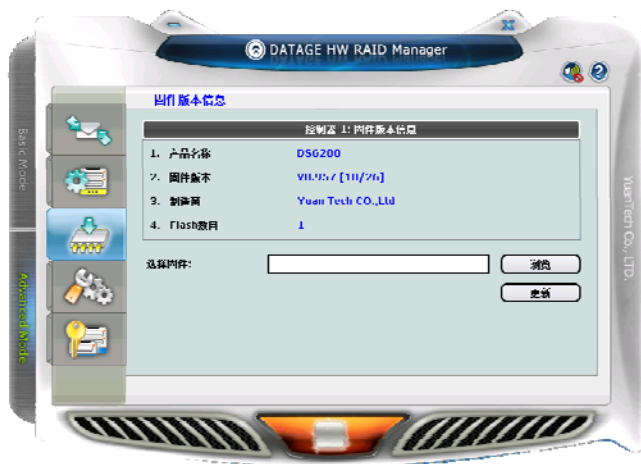 DATAGE HW RAID Manager
固件版本信息
控制器 1: 固件版本信息
1. 产品名称 DS6200
2. 固件版本 V0.957 [10/26]
3. 制造商 Yuan Tech CO.,Ltd
4. Flash数目 1
选择固件: 浏览
更新
Basic Mode
Advanced Mode
YuanTech Co., LTD.